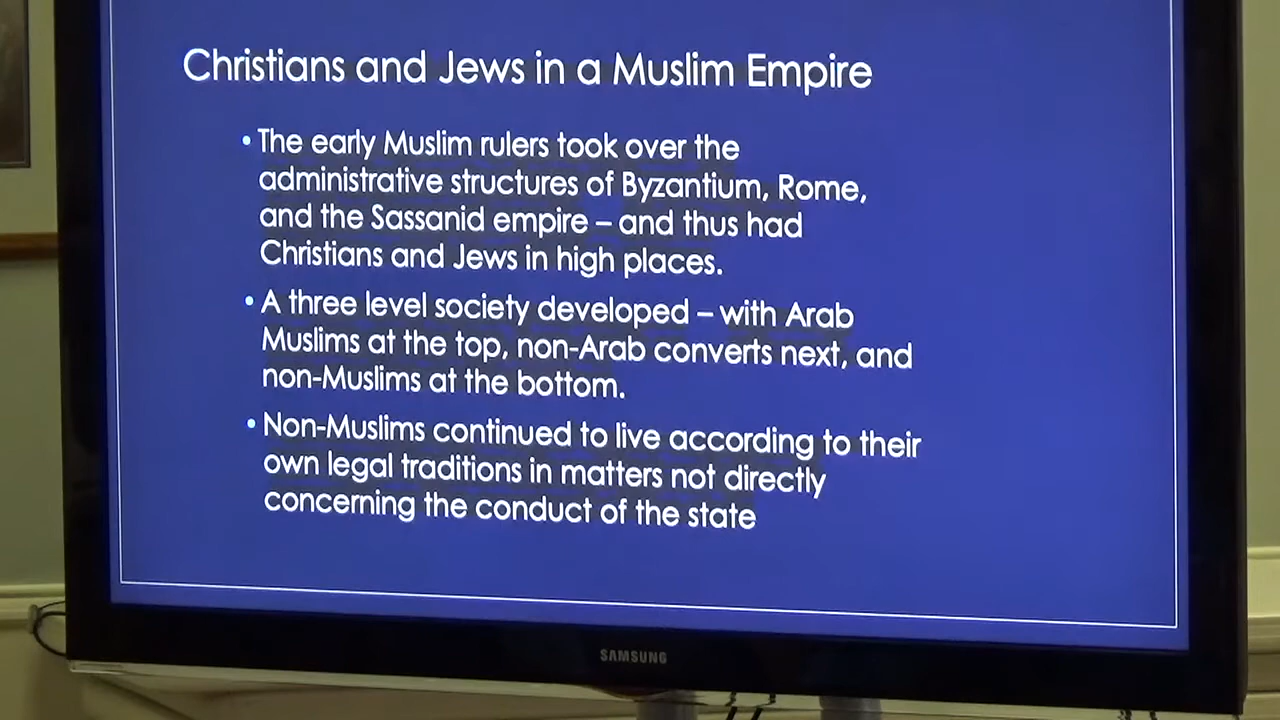 Christians and Jews in a Muslim Empire
• The early Muslim rulers took over the
administrative structures of Byzantium, Rome,
and the Sassanid empire – and thus had
Christians and Jews in high places.
• A three level society developed – with Arab
Muslims at the top, non-Arab converts next, and
non-Muslims at the bottom.
• Non-Muslims continued to live according to their
own legal traditions in matters not directly
concerning the conduct of the state
SAMSUNG